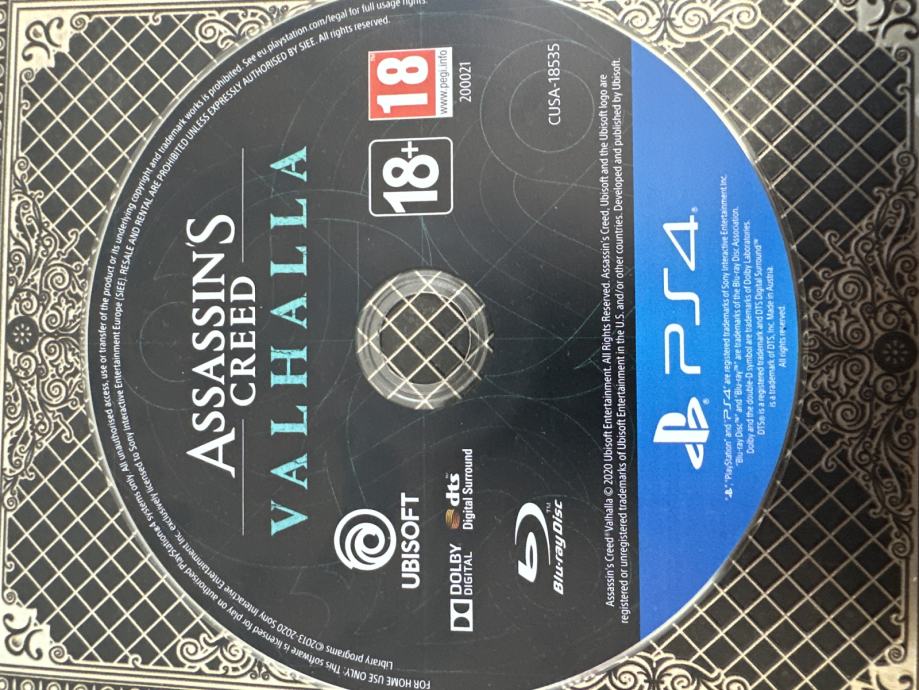 FOR HOME USE ONLY. This software is licensed for play on authorised PlayStation®4 systems only. All unauthorised access, use or transfer of the product or its underlying copyright and trademark works is prohibited. See eu.playstation.com/legal for full usage rights.
Library programs ©2013-2020 Sony Interactive Entertainment Inc. exclusively licensed to Sony Interactive Entertainment Europe (SIEE). RESALE AND RENTAL ARE PROHIBITED UNLESS EXPRESSLY AUTHORISED BY SIEE. All rights reserved.
ASSASSIN'S
CREED
VALHALLA
UBISOFT
DOLBY
DIGITAL
dts
Digital Surround
Blu-ray Disc™
18+
18
www.pegi.info
200021
CUSA-18535
Assassin's Creed® Valhalla © 2020 Ubisoft Entertainment. All Rights Reserved. Assassin's Creed, Ubisoft and the Ubisoft logo are
registered or unregistered trademarks of Ubisoft Entertainment in the U.S. and/or other countries. Developed and published by Ubisoft.
PS4®
"PlayStation" and "PS4" are registered trademarks of Sony Interactive Entertainment Inc.
"Blu-ray Disc™" and "Blu-ray™" are trademarks of the Blu-ray Disc Association.
Dolby and the double-D symbol are trademarks of Dolby Laboratories.
DTS® is a registered trademark and DTS Digital Surround™
is a trademark of DTS, Inc. Made in Austria.
All rights reserved.